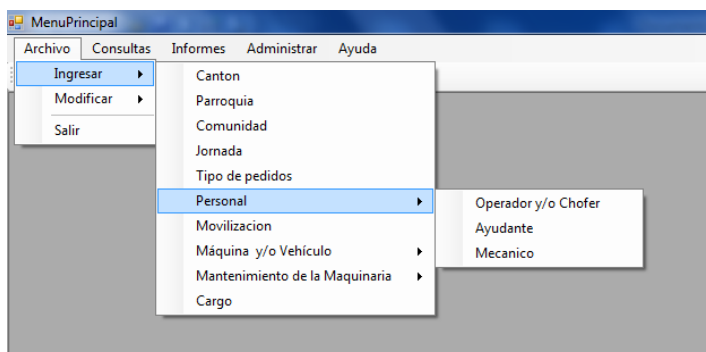 MenuPrincipal
Archivo Consultas Informes Administrar Ayuda
Ingresar
Modificar
Salir
Canton
Parroquia
Comunidad
Jornada
Tipo de pedidos
Personal
Movilizacion
Máquina y/o Vehículo
Mantenimiento de la Maquinaria
Cargo
Operador y/o Chofer
Ayudante
Mecanico